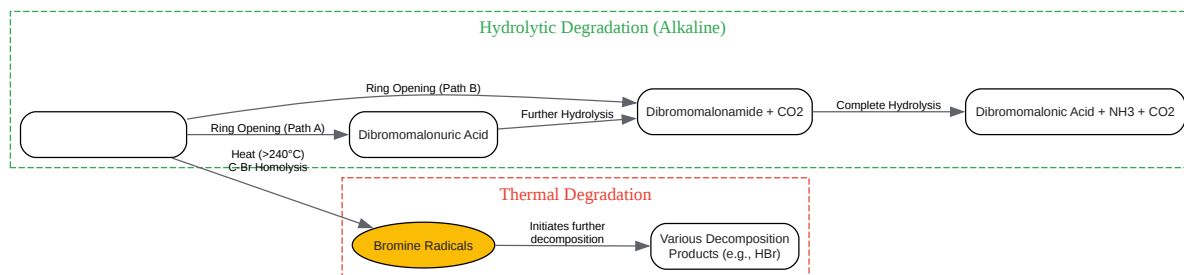 Hydrolytic Degradation (Alkaline)
Ring Opening (Path B)
Ring Opening (Path A)
Dibromomalonuric Acid
Further Hydrolysis
Dibromomalonamide + CO2
Complete Hydrolysis
Dibromomalonic Acid + NH3 + CO2
Heat (>240°C)
C-Br Homolysis
Thermal Degradation
Bromine Radicals
Initiates further
decomposition
Various Decomposition
Products (e.g., HBr)